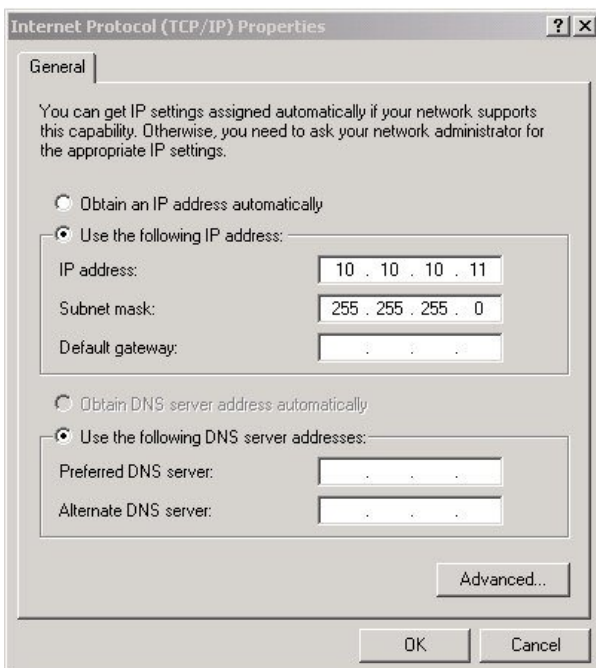 Internet Protocol (TCP/IP) Properties
General
You can get IP settings assigned automatically if your network supports
this capability. Otherwise, you need to ask your network administrator for
the appropriate IP settings.
Obtain an IP address automatically
Use the following IP address:
IP address: 10 . 10 . 10 . 11
Subnet mask: 255 . 255 . 255 . 0
Default gateway: . . .
Obtain DNS server address automatically
Use the following DNS server addresses:
Preferred DNS server: . . .
Alternate DNS server: . . .
Advanced...
OK Cancel